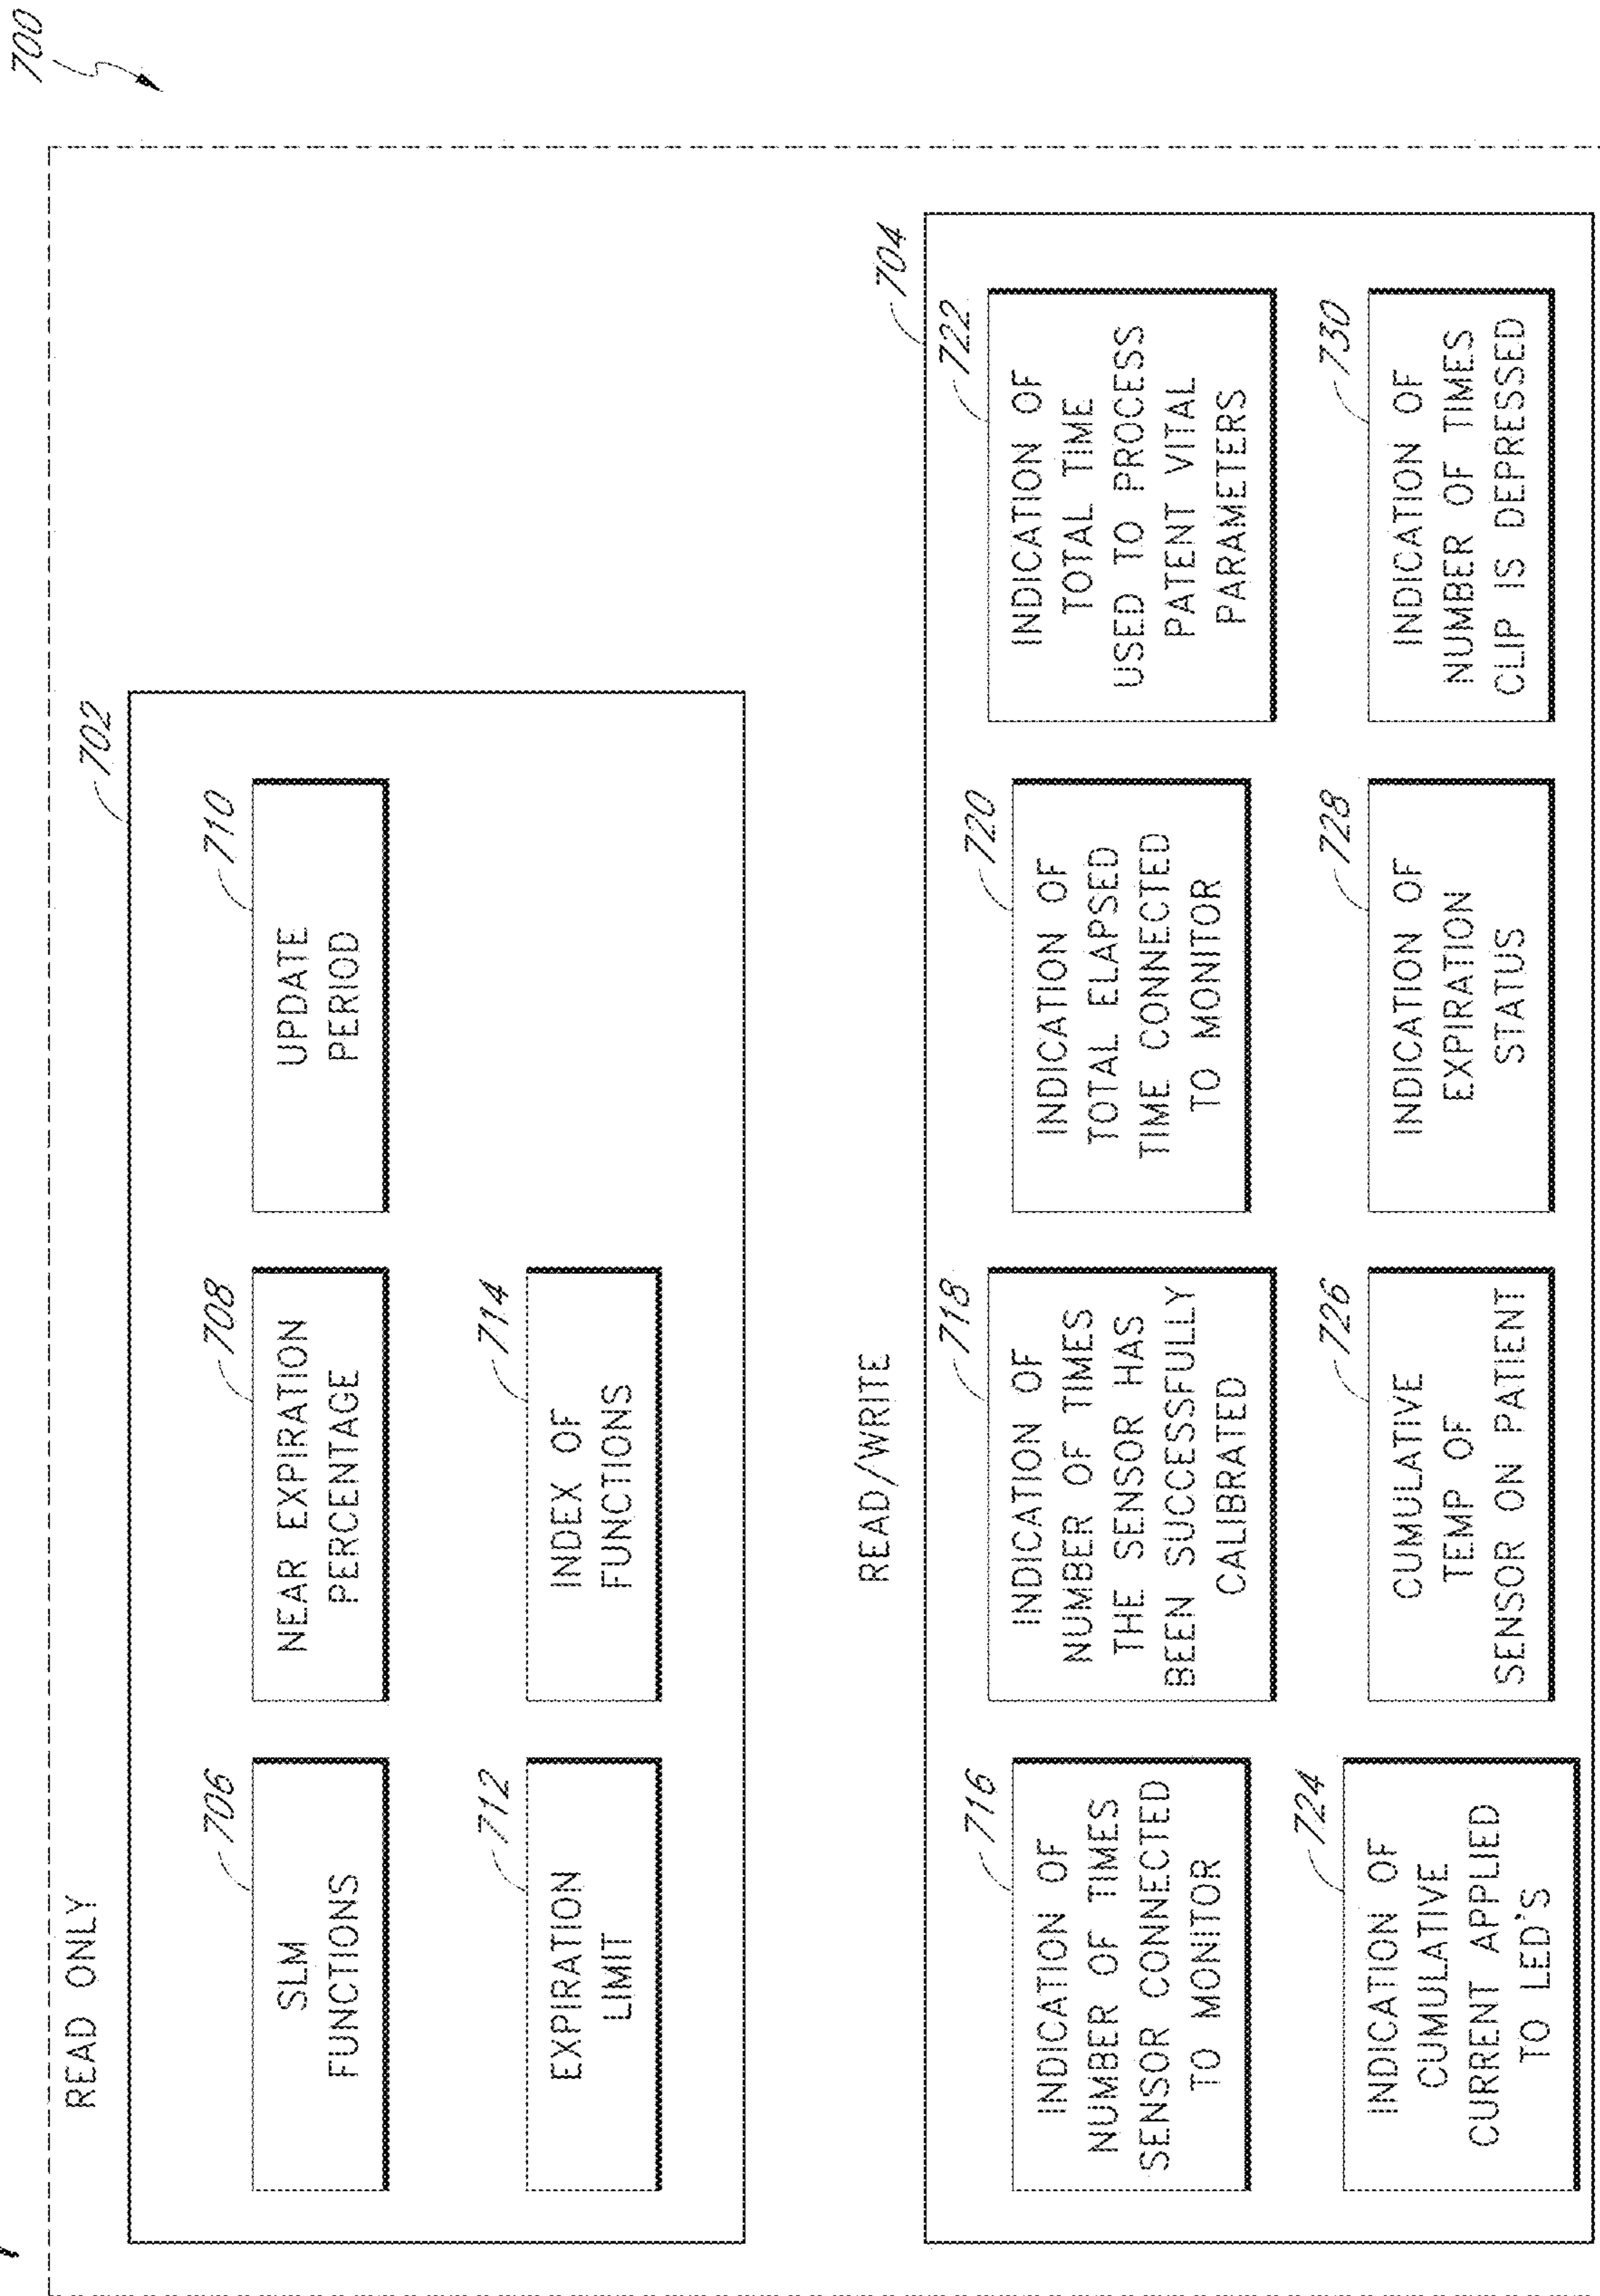 700
READ ONLY
702
706
SLM
FUNCTIONS
708
NEAR EXPIRATION
PERCENTAGE
710
UPDATE
PERIOD
712
EXPIRATION
LIMIT
714
INDEX OF
FUNCTIONS
READ/WRITE
704
716
INDICATION OF
NUMBER OF TIMES
SENSOR CONNECTED
TO MONITOR
718
INDICATION OF
NUMBER OF TIMES
THE SENSOR HAS
BEEN SUCCESSFULLY
CALIBRATED
720
INDICATION OF
TOTAL ELAPSED
TIME CONNECTED
TO MONITOR
722
INDICATION OF
TOTAL TIME
USED TO PROCESS
PATENT VITAL
PARAMETERS
724
INDICATION OF
CUMULATIVE
CURRENT APPLIED
TO LED'S
726
CUMULATIVE
TEMP OF
SENSOR ON PATIENT
728
INDICATION OF
EXPIRATION
STATUS
730
INDICATION OF
NUMBER OF TIMES
CLIP IS DEPRESSED